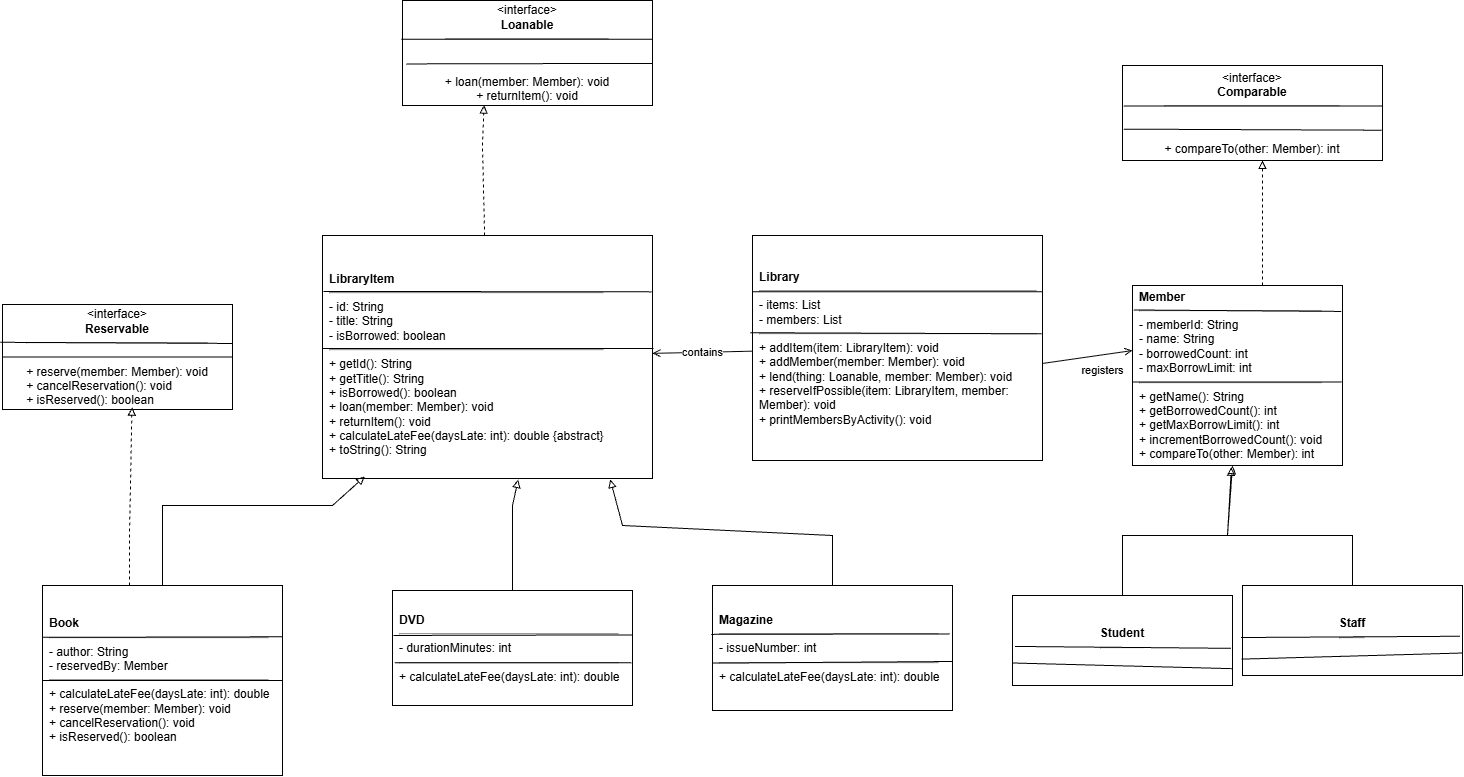 <interface>
Loanable
+ loan(member: Member): void
+ returnItem(): void
<interface>
Comparable
+ compareTo(other: Member): int
LibraryItem
- id: String
- title: String
- isBorrowed: boolean
+ getId(): String
+ getTitle(): String
+ isBorrowed(): boolean
+ loan(member: Member): void
+ returnItem(): void
+ calculateLateFee(daysLate: int): double {abstract}
+ toString(): String
contains
Library
- items: List
- members: List
+ addItem(item: LibraryItem): void
+ addMember(member: Member): void
+ lend(thing: Loanable, member: Member): void
+ reserveIfPossible(item: LibraryItem, member:
Member): void
+ printMembersByActivity(): void
registers
Member
- memberId: String
- name: String
- borrowedCount: int
- maxBorrowLimit: int
+ getName(): String
+ getBorrowedCount(): int
+ getMaxBorrowLimit(): int
+ incrementBorrowedCount(): void
+ compareTo(other: Member): int
<interface>
Reservable
+ reserve(member: Member): void
+ cancelReservation(): void
+ isReserved(): boolean
Book
- author: String
- reservedBy: Member
+ calculateLateFee(daysLate: int): double
+ reserve(member: Member): void
+ cancelReservation(): void
+ isReserved(): boolean
DVD
- durationMinutes: int
+ calculateLateFee(daysLate: int): double
Magazine
- issueNumber: int
+ calculateLateFee(daysLate: int): double
Student
Staff